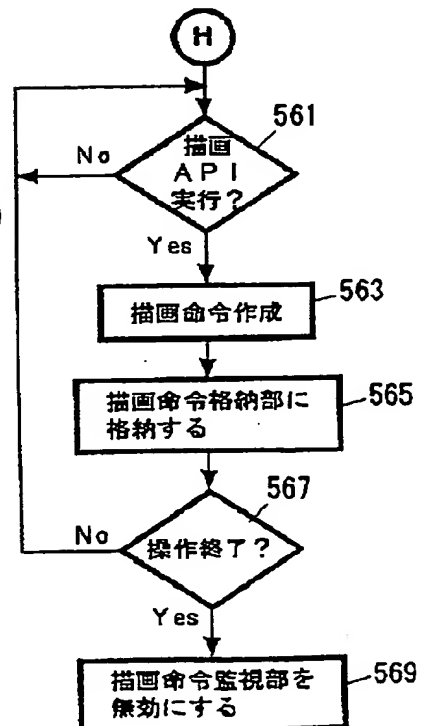 H
561
描画
API
実行?
No
Yes
563
描画命令作成
565
描画命令格納部に
格納する
567
操作終了?
No
Yes
569
描画命令監視部を
無効にする